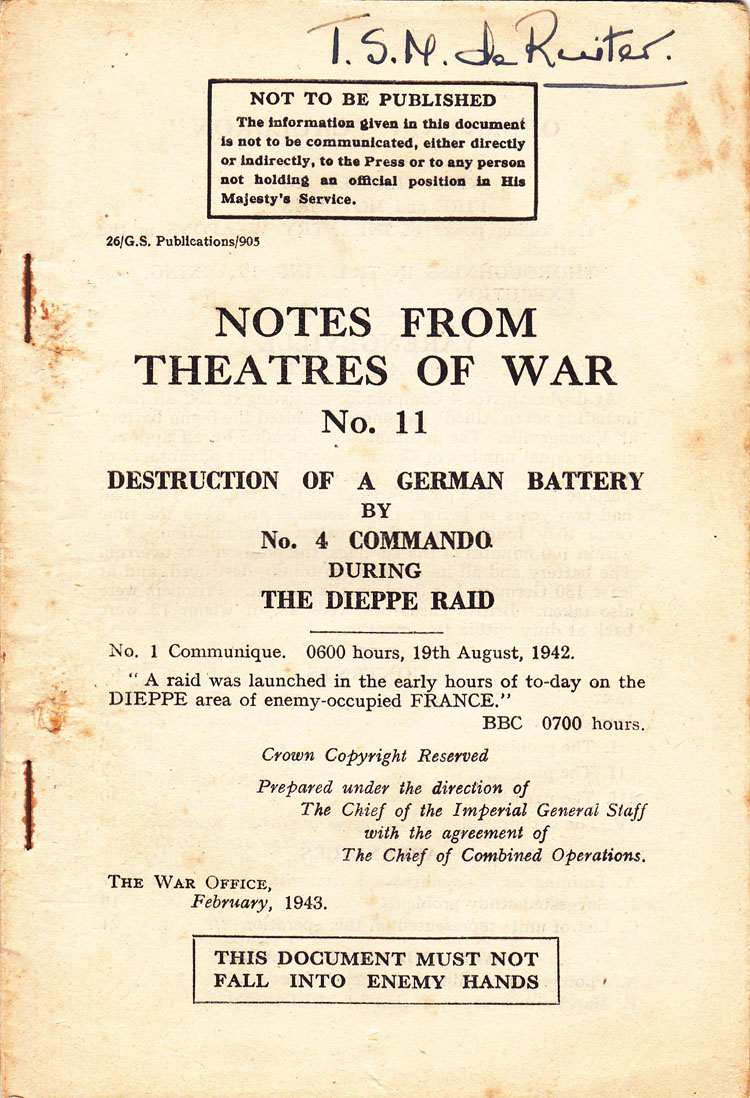 T. S. M. de Ruiter.
NOT TO BE PUBLISHED
The information given in this document
is not to be communicated, either directly
or indirectly, to the Press or to any person
not holding an official position in His
Majesty's Service.
26/G.S. Publications/905
NOTES FROM
THEATRES OF WAR
No. 11
DESTRUCTION OF A GERMAN BATTERY
BY
No. 4 COMMANDO
DURING
THE DIEPPE RAID
No. 1 Communique. 0600 hours, 19th August, 1942.
"A raid was launched in the early hours of to-day on the
DIEPPE area of enemy-occupied FRANCE."
BBC 0700 hours.
Crown Copyright Reserved
Prepared under the direction of
The Chief of the Imperial General Staff
with the agreement of
The Chief of Combined Operations.
THE WAR OFFICE,
February, 1943.
THIS DOCUMENT MUST NOT
FALL INTO ENEMY HANDS